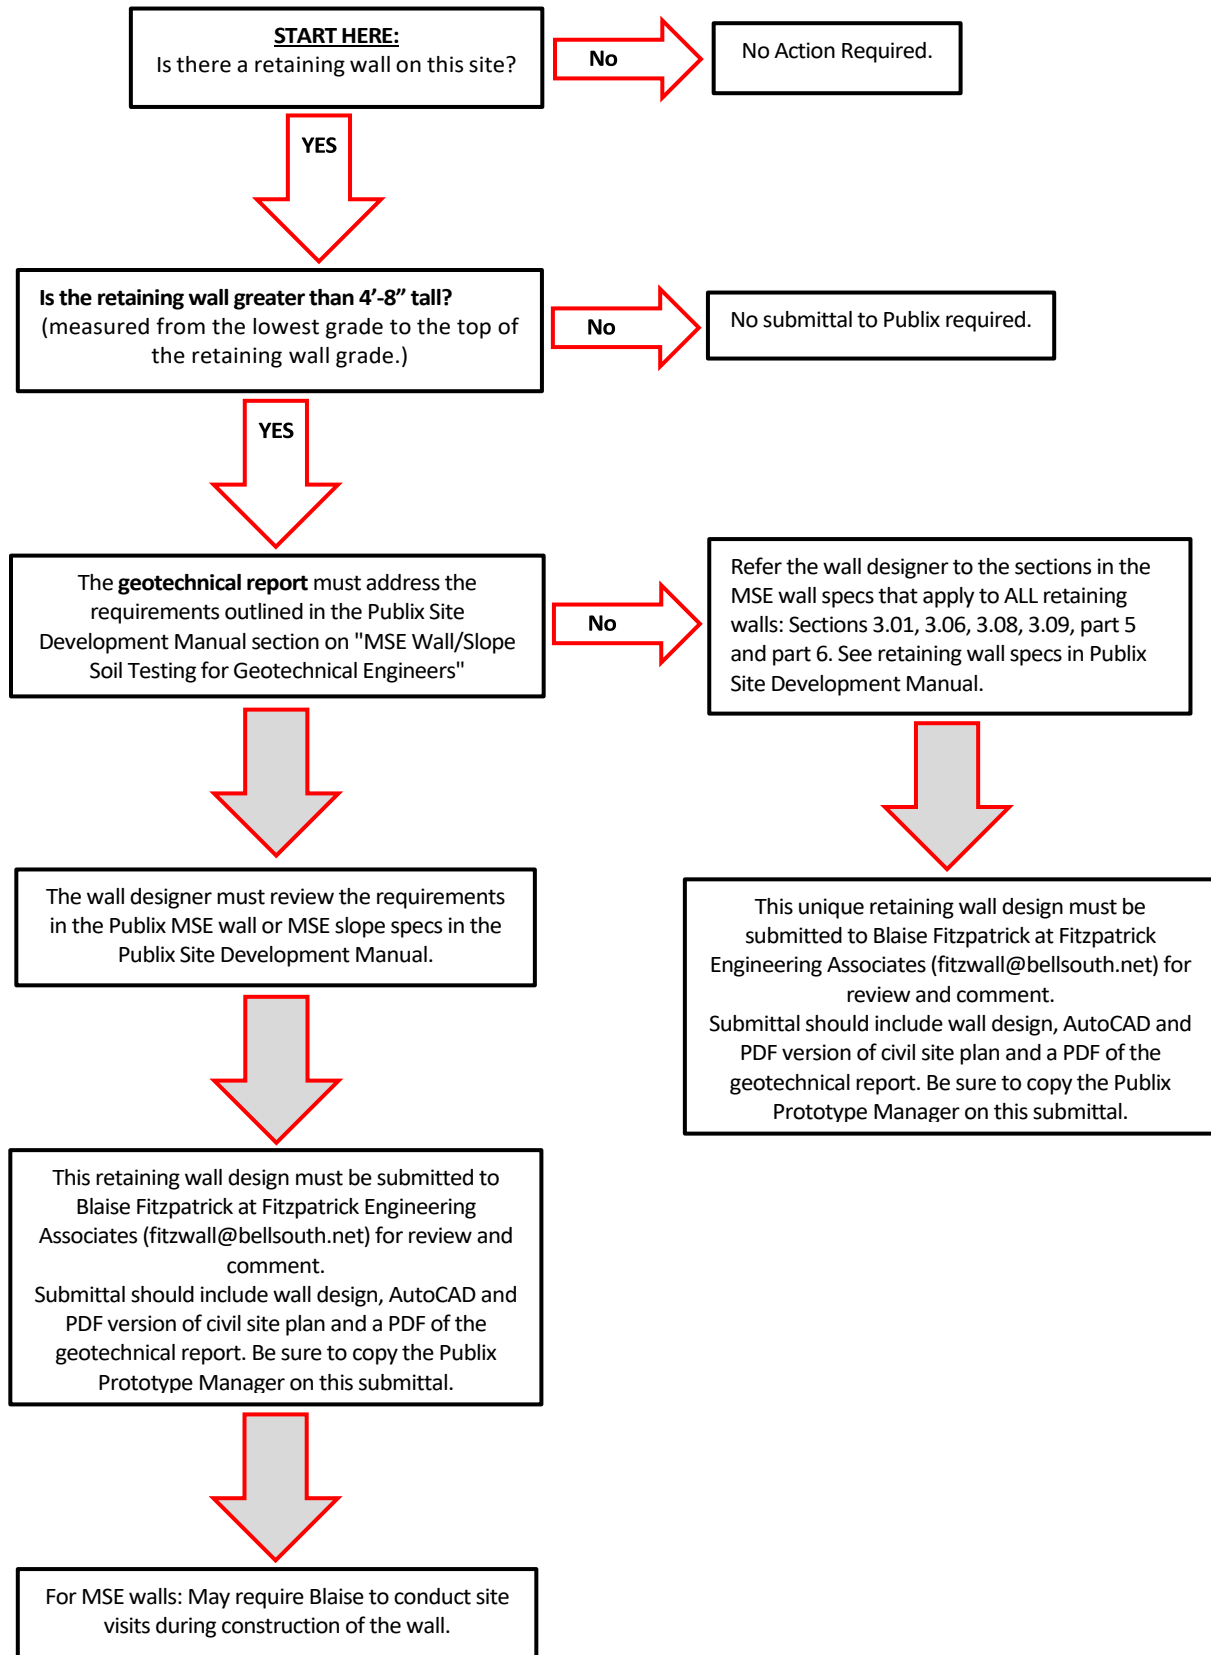 START HERE:
Is there a retaining wall on this site?
No
No Action Required.
YES
Is the retaining wall greater than 4’-8” tall?
(measured from the lowest grade to the top of
the retaining wall grade.)
No
No submittal to Publix required.
YES
The geotechnical report must address the
requirements outlined in the Publix Site
Development Manual section on "MSE Wall/Slope
Soil Testing for Geotechnical Engineers"
No
Refer the wall designer to the sections in the
MSE wall specs that apply to ALL retaining
walls: Sections 3.01, 3.06, 3.08, 3.09, part 5
and part 6. See retaining wall specs in Publix
Site Development Manual.
The wall designer must review the requirements
in the Publix MSE wall or MSE slope specs in the
Publix Site Development Manual.
This unique retaining wall design must be
submitted to Blaise Fitzpatrick at Fitzpatrick
Engineering Associates (fitzwall@bellsouth.net) for
review and comment.
Submittal should include wall design, AutoCAD and
PDF version of civil site plan and a PDF of the
geotechnical report. Be sure to copy the Publix
Prototype Manager on this submittal.
This retaining wall design must be submitted to
Blaise Fitzpatrick at Fitzpatrick Engineering
Associates (fitzwall@bellsouth.net) for review and
comment.
Submittal should include wall design, AutoCAD and
PDF version of civil site plan and a PDF of the
geotechnical report. Be sure to copy the Publix
Prototype Manager on this submittal.
For MSE walls: May require Blaise to conduct site
visits during construction of the wall.